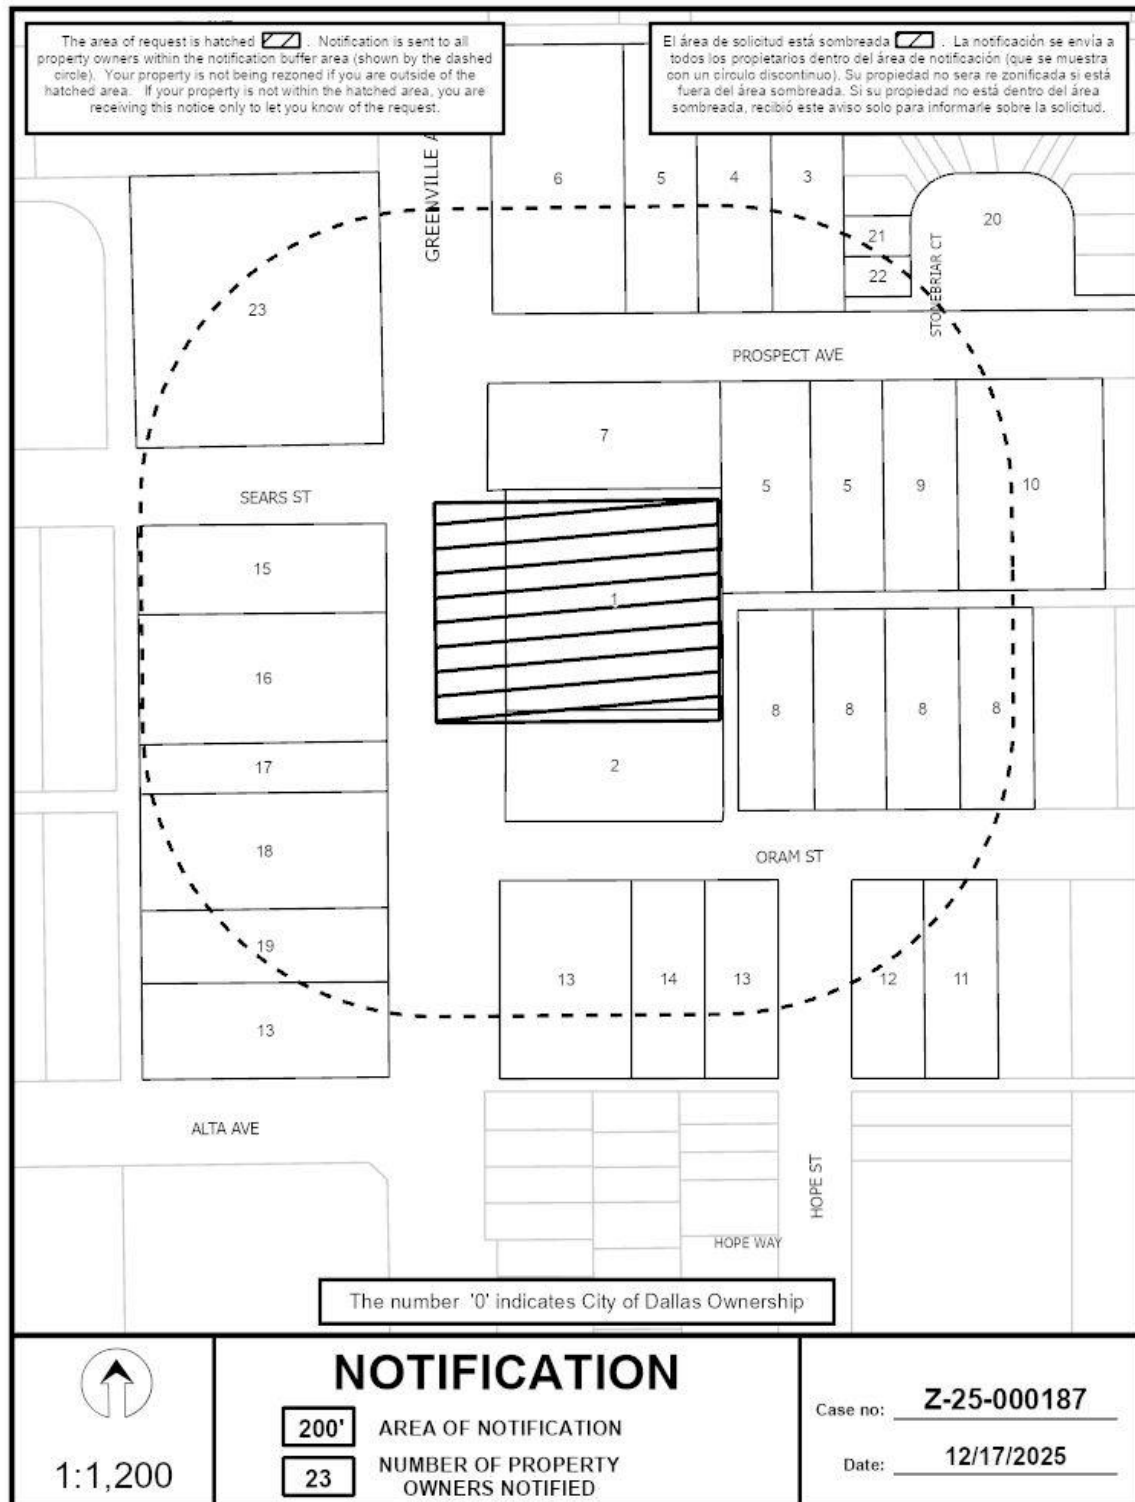 The area of request is hatched . Notification is sent to all
property owners within the notification buffer area (shown by the dashed
circle). Your property is not being rezoned if you are outside of the
hatched area. If your property is not within the hatched area, you are
receiving this notice only to let you know of the request.
El área de solicitud está sombreada . La notificación se envía a
todos los propietarios dentro del área de notificación (que se muestra
con un círculo discontinuo). Su propiedad no sera re zonificada si está
fuera del área sombreada. Si su propiedad no está dentro del área
sombreada, recibió este aviso solo para informarle sobre la solicitud.
GREENVILLE A
6
5
4
3
20
21
22
STONEBRIAR CT
23
PROSPECT AVE
7
5
5
9
10
SEARS ST
15
1
16
8
8
8
8
17
2
18
ORAM ST
19
13
14
13
12
11
13
ALTA AVE
HOPE ST
HOPE WAY
The number '0' indicates City of Dallas Ownership
1:1,200
NOTIFICATION
200' AREA OF NOTIFICATION
23 NUMBER OF PROPERTY
OWNERS NOTIFIED
Case no: Z-25-000187
Date: 12/17/2025